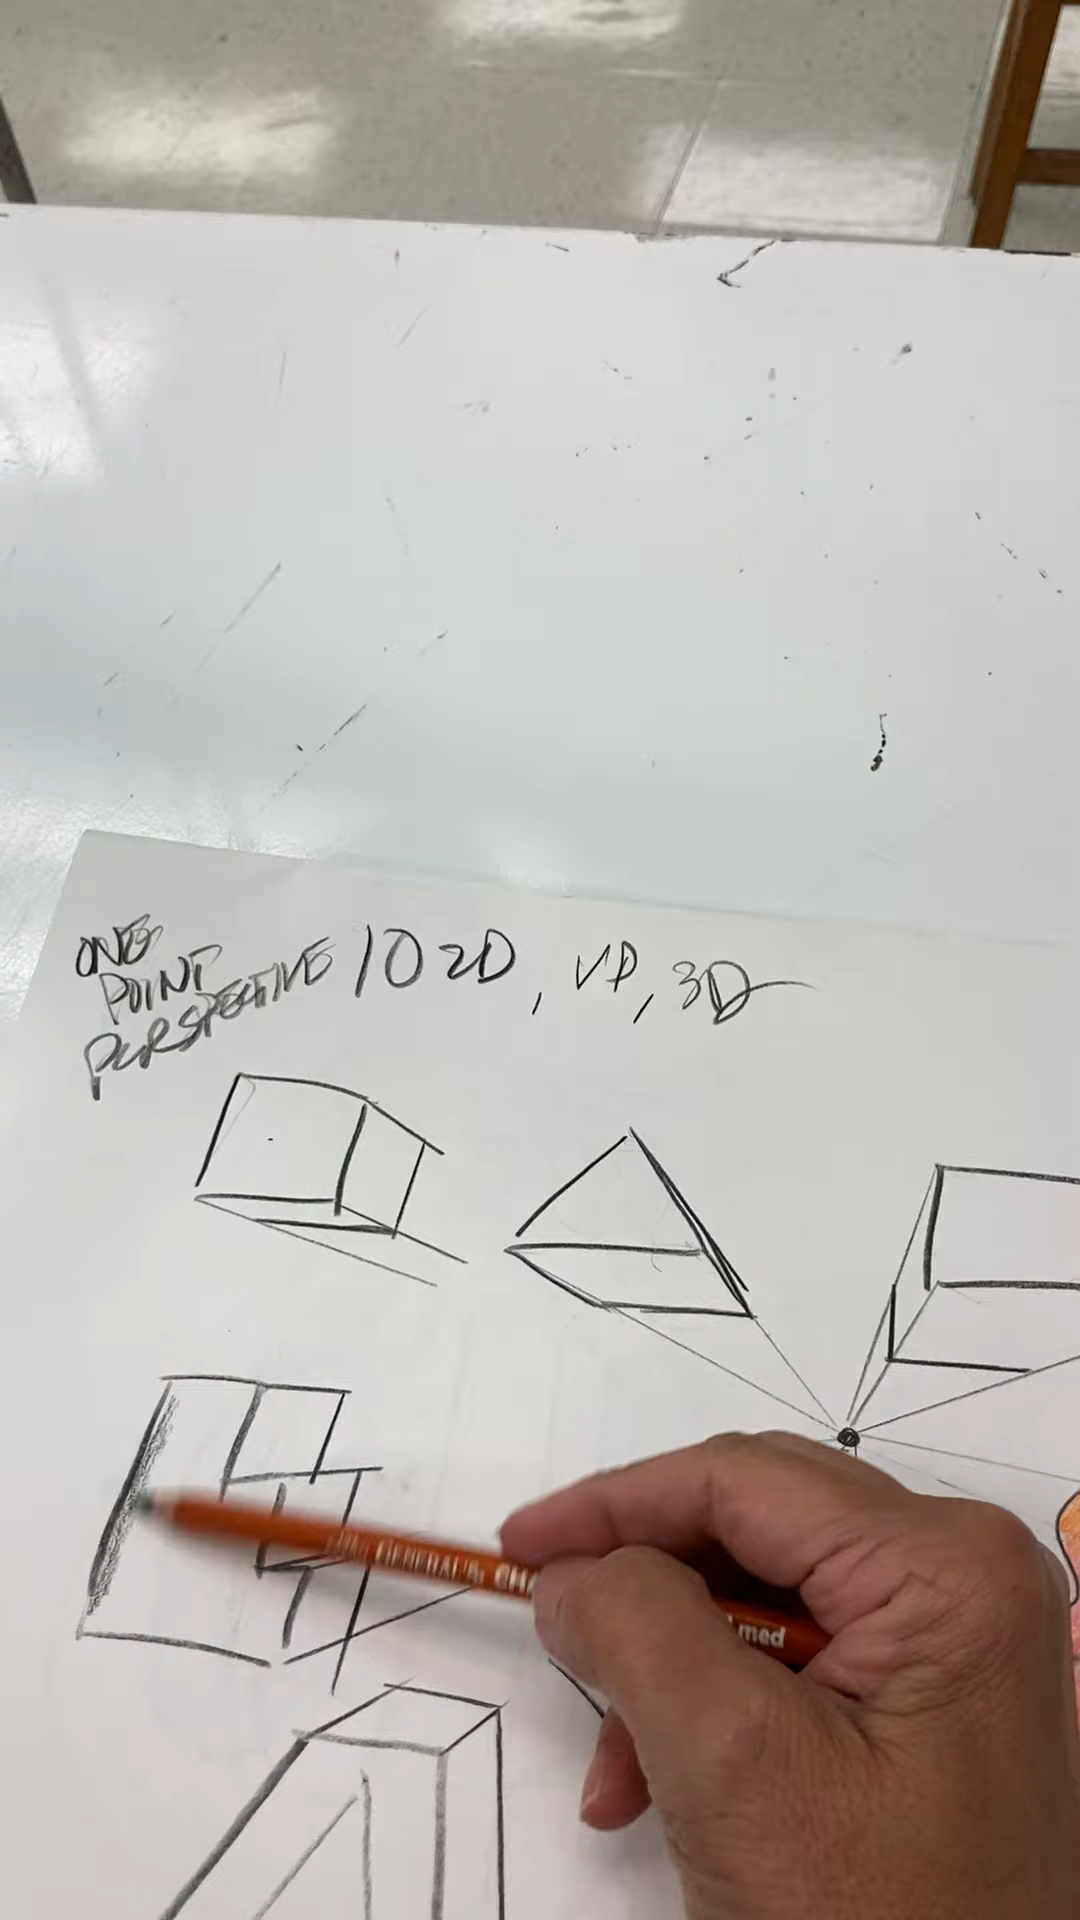 ONE
POINT
PERSPECTIVE 10 2D, VP, 3D
GENERAL'S
med